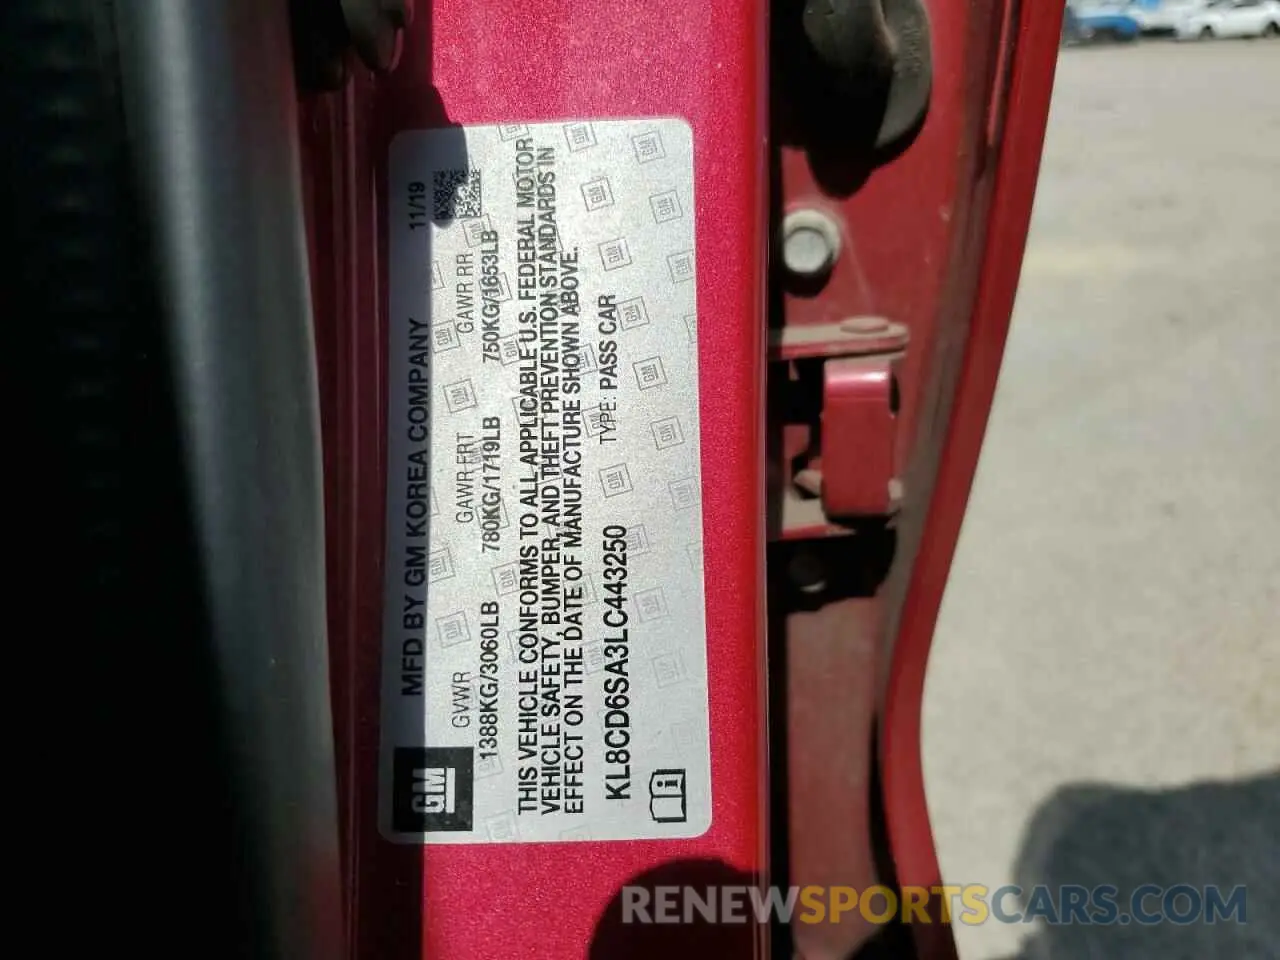 GM
MFD BY GM KOREA COMPANY 11/19
GVWR GAWR FRT GAWR RR
1388KG/3060LB 780KG/1719LB 750KG/1653LB
THIS VEHICLE CONFORMS TO ALL APPLICABLE U.S. FEDERAL MOTOR
VEHICLE SAFETY, BUMPER, AND THEFT PREVENTION STANDARDS IN
EFFECT ON THE DATE OF MANUFACTURE SHOWN ABOVE.
KL8CD6SA3LC443250 TYPE: PASS CAR
RENEWSPORTSCARS.COM